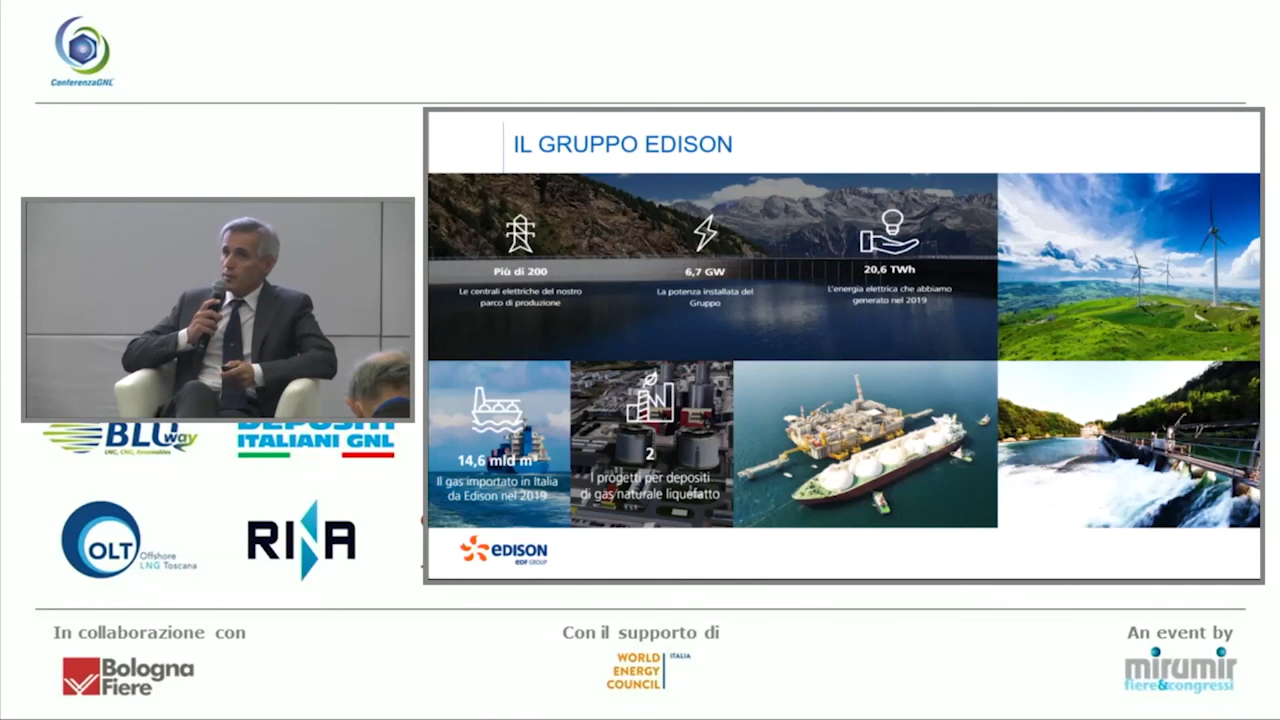 ConferenzaGNL
IL GRUPPO EDISON
Più di 200
Le centrali elettriche del nostro
parco di produzione
6,7 GW
La potenza installata del
Gruppo
20,6 TWh
L'energia elettrica che abbiamo
generato nel 2019
14,6 mld m³
Il gas importato in Italia
da Edison nel 2019
2
I progetti per depositi
di gas naturale liquefatto
EDISON
EDF GROUP
BLUway
LNG, CNG, Renewables
DEPOSITI
ITALIANI GNL
OLT Offshore
LNG Toscana
RINA
In collaborazione con
Bologna
Fiere
Con il supporto di
WORLD
ENERGY
COUNCIL
ITALIA
An event by
mirumir
fiere&congressi